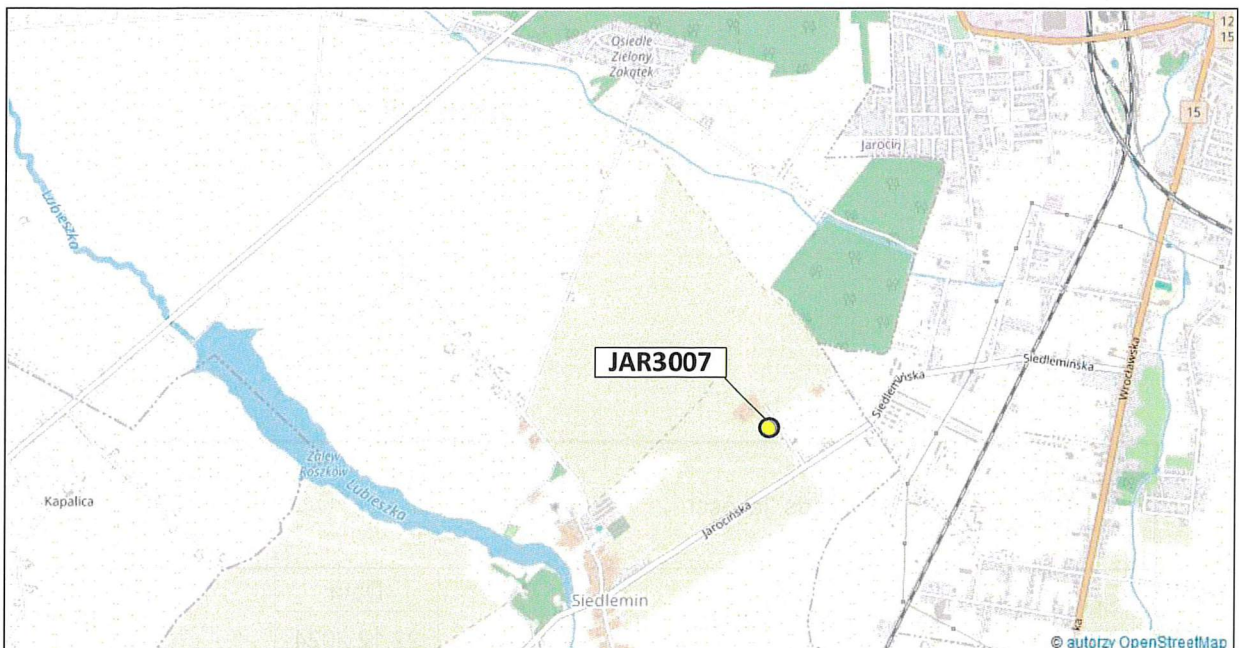 Osiedle
Zielony
Zakątek
12
15
15
Jarocin
Lubieszka
JAR3007
Siedlemińska
Siedlemińska
Wrocławska
Zalew
Roszków
Lubieszka
Kapalica
Jarocińska
Siedlemin
ka
© autorzy OpenStreetMap